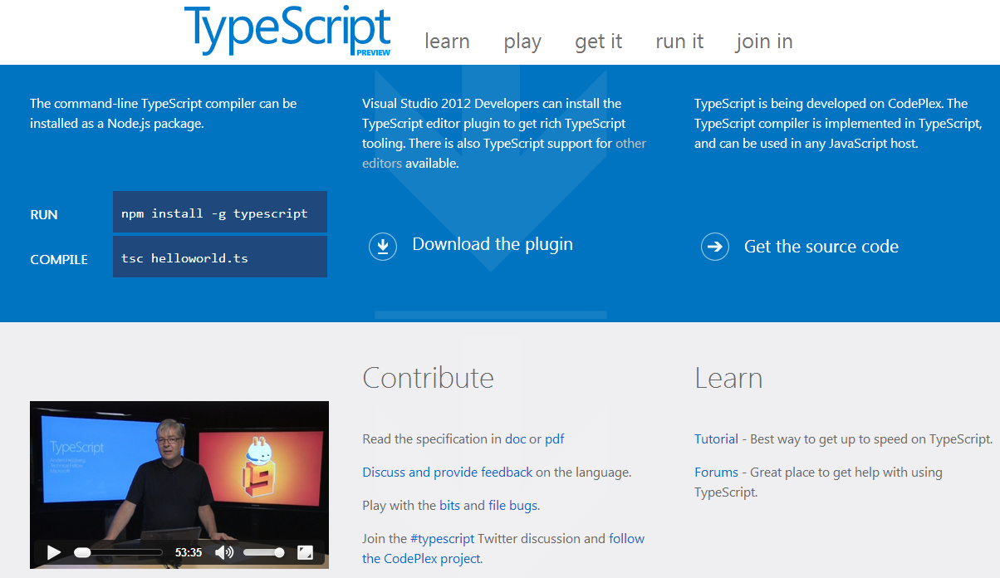 TypeScript
PREVIEW
learn play get it run it join in
The command-line TypeScript compiler can be
installed as a Node.js package.
RUN
npm install -g typescript
COMPILE
tsc helloworld.ts
Visual Studio 2012 Developers can install the
TypeScript editor plugin to get rich TypeScript
tooling. There is also TypeScript support for other
editors available.
Download the plugin
TypeScript is being developed on CodePlex. The
TypeScript compiler is implemented in TypeScript,
and can be used in any JavaScript host.
Get the source code
TypeScript
Anders Hejlsberg
Technical Fellow
Microsoft
53:35
Contribute
Read the specification in doc or pdf
Discuss and provide feedback on the language.
Play with the bits and file bugs.
Join the #typescript Twitter discussion and follow
the CodePlex project.
Learn
Tutorial - Best way to get up to speed on TypeScript.
Forums - Great place to get help with using
TypeScript.